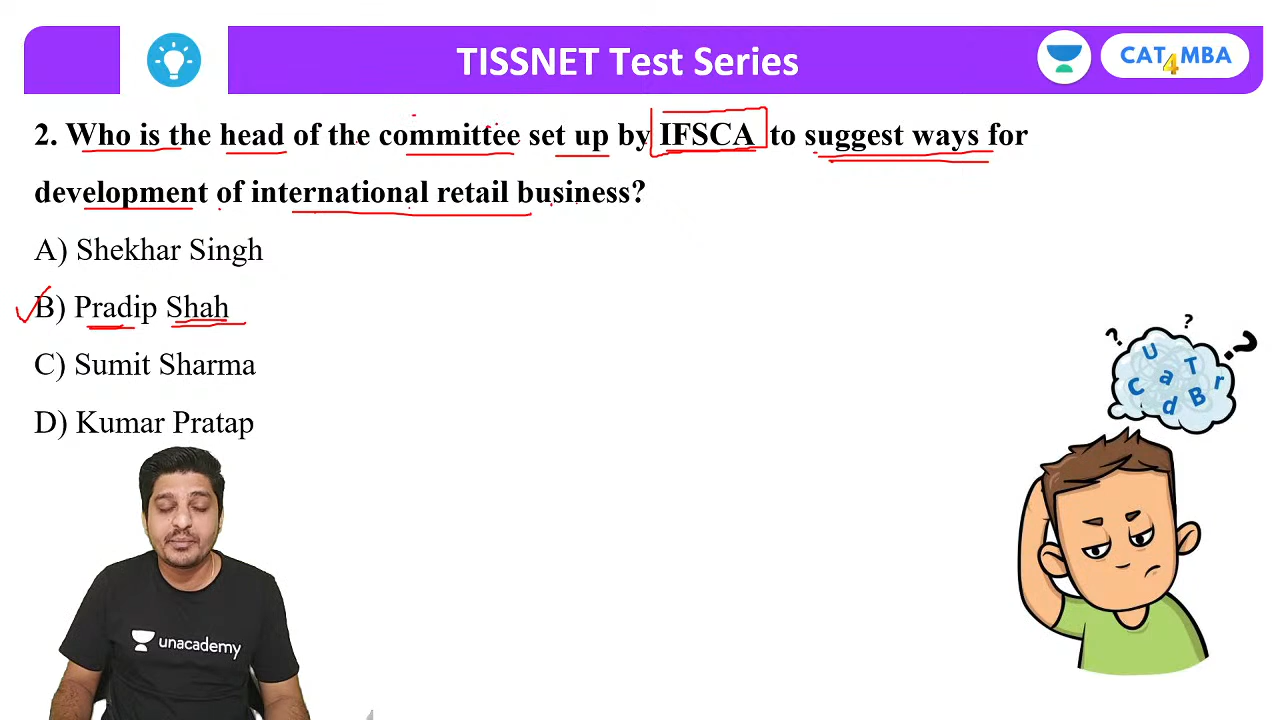 TISSNET Test Series
CAT4MBA
2. Who is the head of the committee set up by IFSCA to suggest ways for
development of international retail business?
A) Shekhar Singh
B) Pradip Shah
C) Sumit Sharma
D) Kumar Pratap
unacademy
? ? ?
U T r
C a B
d